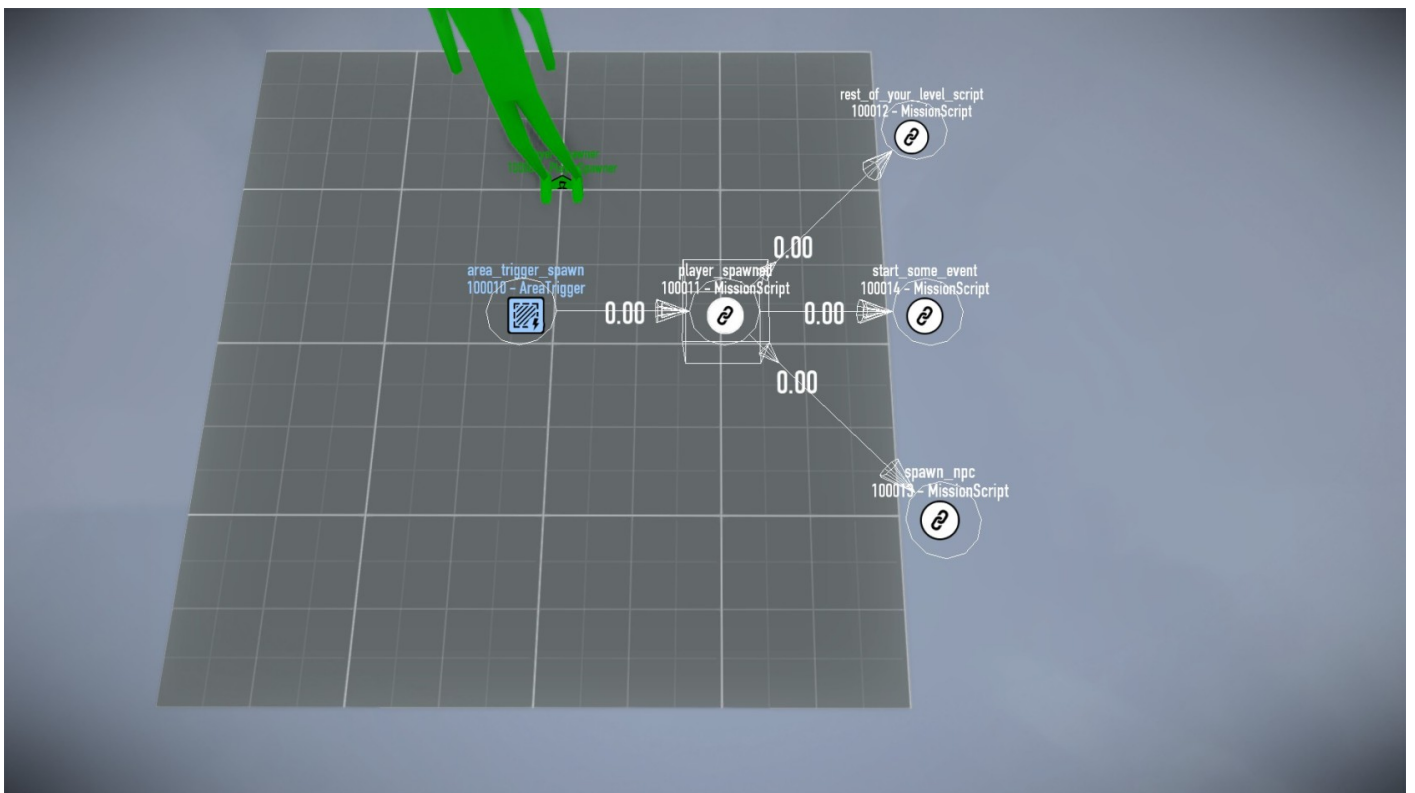 rest_of_your_level_script
100012 - MissionScript
0.00
area_trigger_spawn
100010 - AreaTrigger
0.00
player_spawned
100011 - MissionScript
0.00
start_some_event
100014 - MissionScript
0.00
spawn_npc
100013 - MissionScript